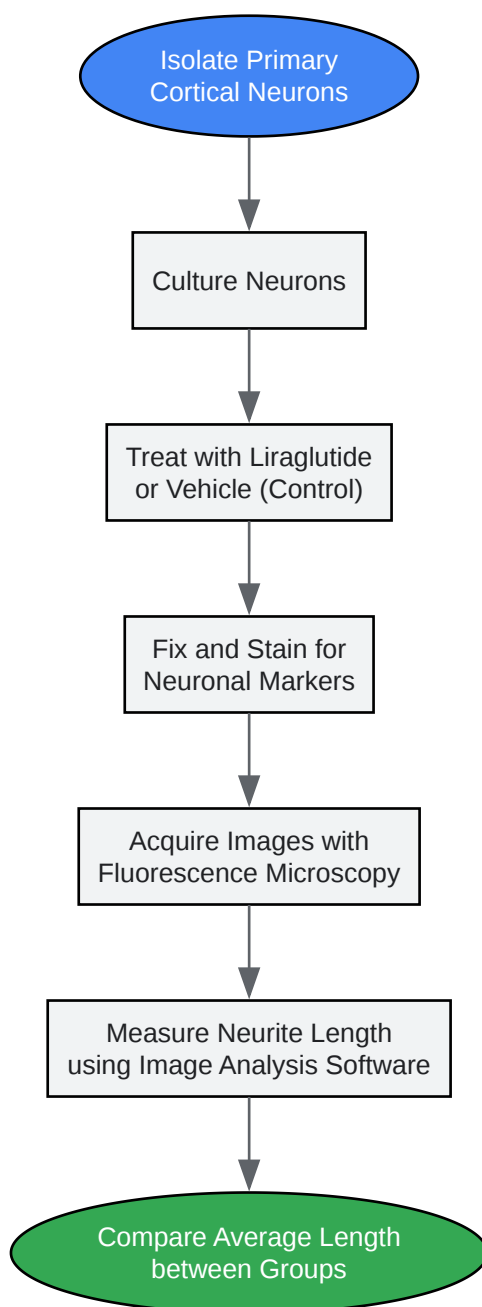 Isolate Primary
Cortical Neurons
Culture Neurons
Treat with Liraglutide
or Vehicle (Control)
Fix and Stain for
Neuronal Markers
Acquire Images with
Fluorescence Microscopy
Measure Neurite Length
using Image Analysis Software
Compare Average Length
between Groups